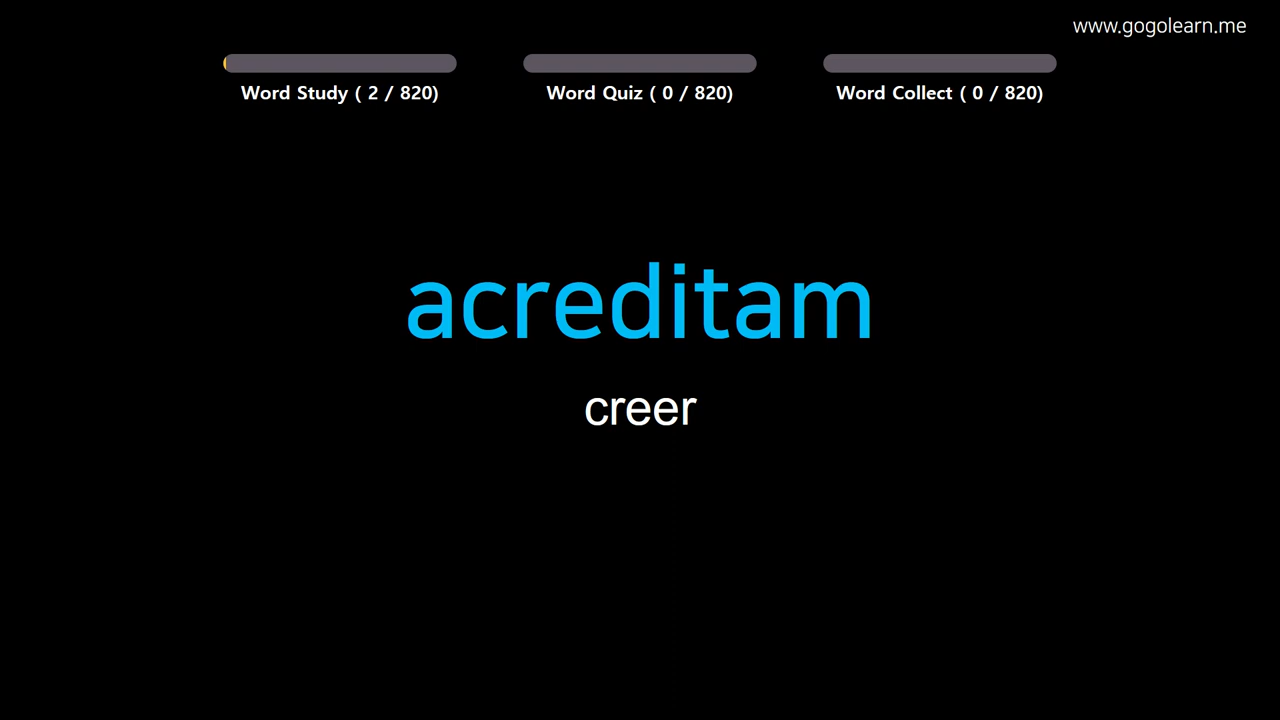 www.gogolearn.me
Word Study ( 2 / 820)
Word Quiz ( 0 / 820)
Word Collect ( 0 / 820)
acreditam
creer